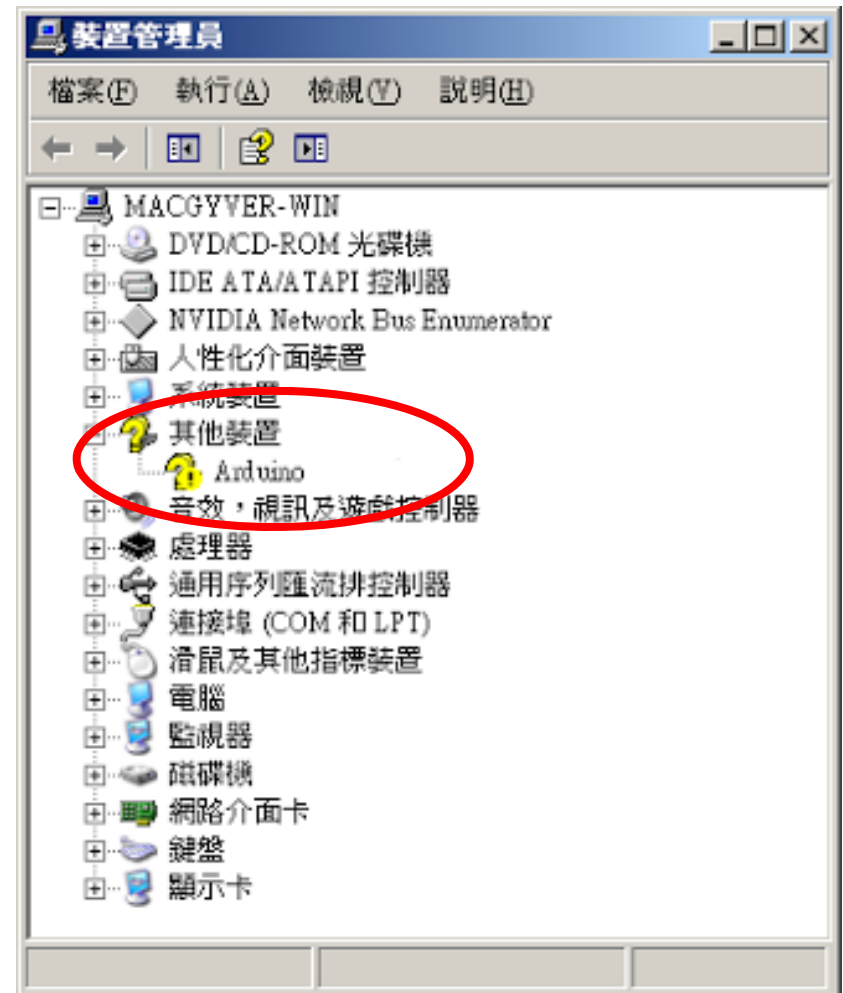 裝置管理員
檔案(F) 執行(A) 檢視(V) 說明(H)
MACGYVER-WIN
DVD/CD-ROM 光碟機
IDE ATA/ATAPI 控制器
NVIDIA Network Bus Enumerator
人性化介面裝置
系統裝置
其他裝置
Arduino
音效，視訊及遊戲控制器
處理器
通用序列匯流排控制器
連接埠 (COM 和 LPT)
滑鼠及其他指標裝置
電腦
監視器
磁碟機
網路介面卡
鍵盤
顯示卡